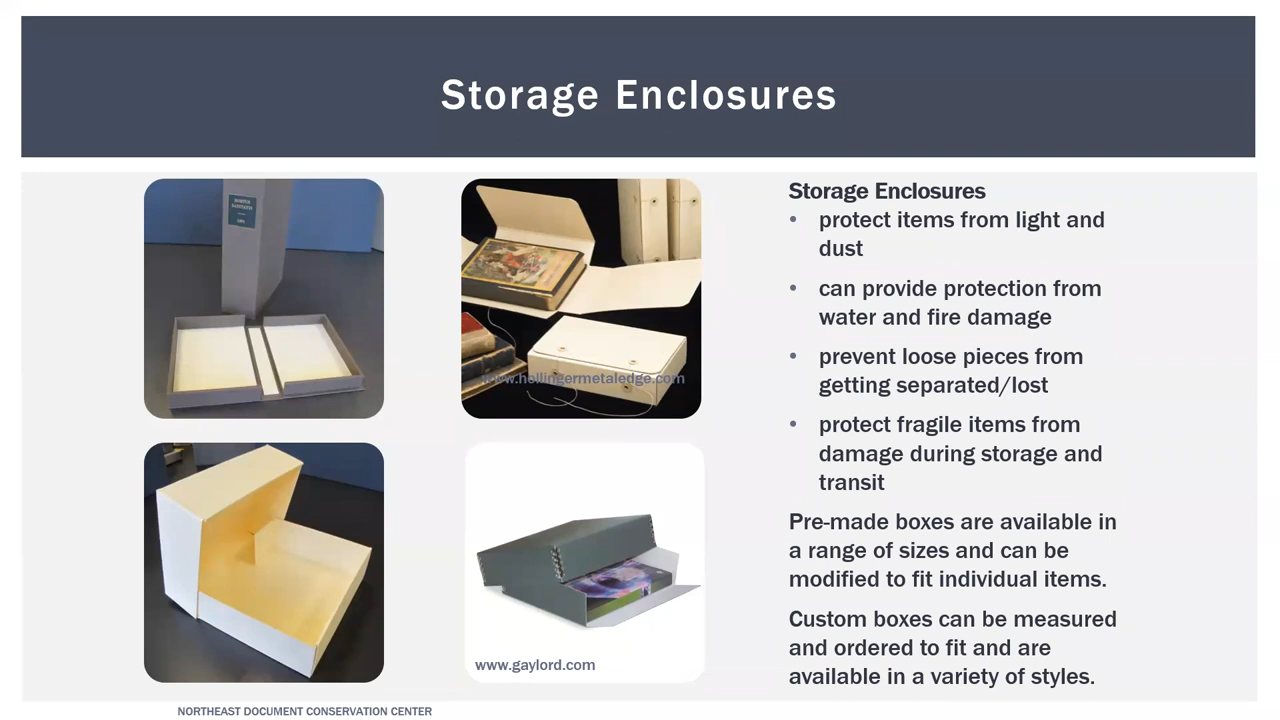 Storage Enclosures
www.hollingermetaledge.com
www.gaylord.com
Storage Enclosures
• protect items from light and
dust
• can provide protection from
water and fire damage
• prevent loose pieces from
getting separated/lost
• protect fragile items from
damage during storage and
transit
Pre-made boxes are available in
a range of sizes and can be
modified to fit individual items.
Custom boxes can be measured
and ordered to fit and are
available in a variety of styles.
NORTHEAST DOCUMENT CONSERVATION CENTER